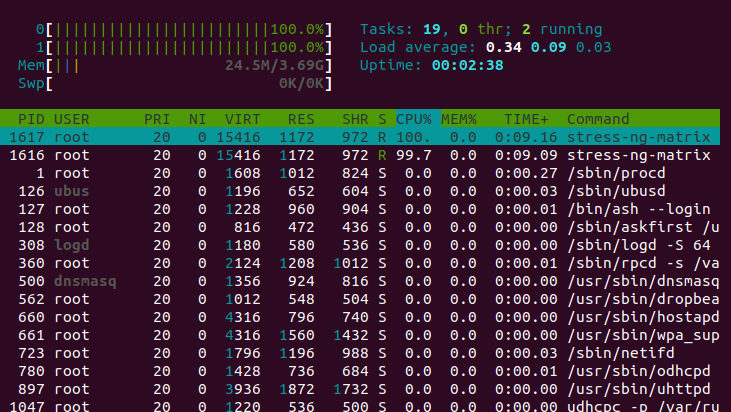 0[||||||||||||||||||||||||100.0%] Tasks: 19, 0 thr; 2 running
1[||||||||||||||||||||||||100.0%] Load average: 0.34 0.09 0.03
Mem[||| 24.5M/3.69G] Uptime: 00:02:38
Swp[ 0K/0K]
PID USER PRI NI VIRT RES SHR S CPU% MEM% TIME+ Command
1617 root 20 0 15416 1172 972 R 100. 0.0 0:09.16 stress-ng-matrix
1616 root 20 0 15416 1172 972 R 99.7 0.0 0:09.09 stress-ng-matrix
1 root 20 0 1608 1012 824 S 0.0 0.0 0:00.27 /sbin/procd
126 ubus 20 0 1196 652 604 S 0.0 0.0 0:00.03 /sbin/ubusd
127 root 20 0 1228 960 904 S 0.0 0.0 0:00.01 /bin/ash --login
128 root 20 0 816 472 436 S 0.0 0.0 0:00.00 /sbin/askfirst /u
308 logd 20 0 1180 580 536 S 0.0 0.0 0:00.00 /sbin/logd -S 64
360 root 20 0 2124 1208 1012 S 0.0 0.0 0:00.01 /sbin/rpcd -s /va
500 dnsmasq 20 0 1356 924 816 S 0.0 0.0 0:00.00 /usr/sbin/dnsmasq
562 root 20 0 1012 548 504 S 0.0 0.0 0:00.00 /usr/sbin/dropbea
660 root 20 0 4316 796 740 S 0.0 0.0 0:00.00 /usr/sbin/hostapd
661 root 20 0 4316 1560 1432 S 0.0 0.0 0:00.00 /usr/sbin/wpa_sup
723 root 20 0 1796 1196 988 S 0.0 0.0 0:00.03 /sbin/netifd
780 root 20 0 1428 736 684 S 0.0 0.0 0:00.01 /usr/sbin/odhcpd
897 root 20 0 3936 1872 1732 S 0.0 0.0 0:00.00 /usr/sbin/uhttpd
1047 root 20 0 1220 536 500 S 0.0 0.0 0:00.00 udhcpc -p /var/ru